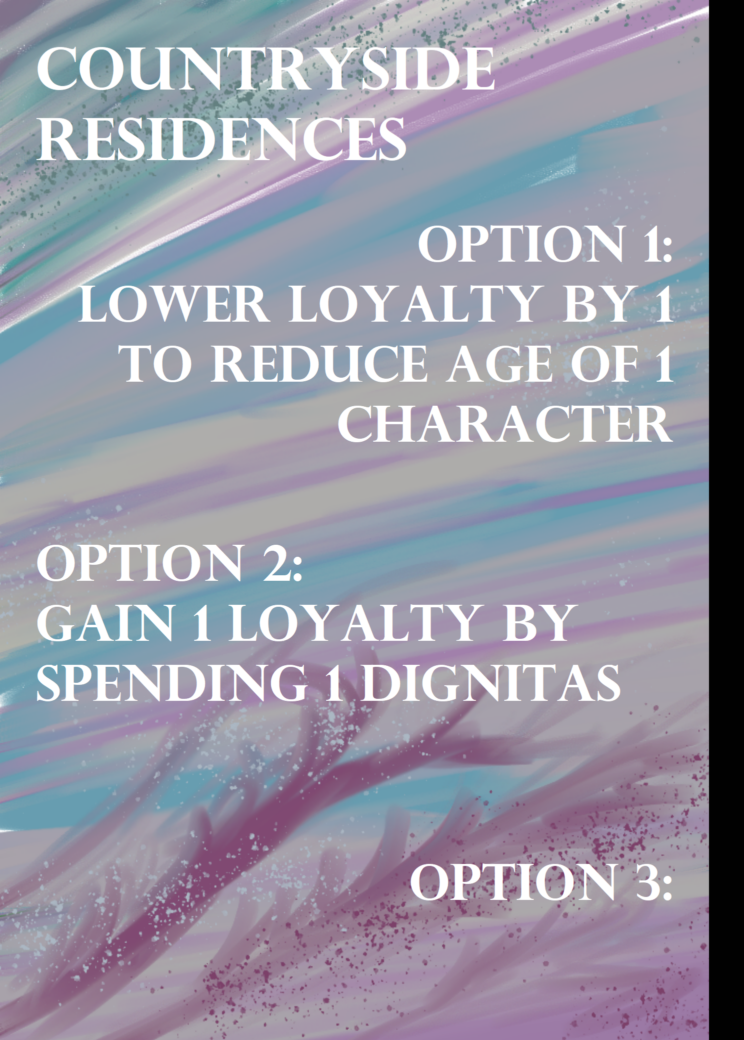 COUNTRYSIDE
RESIDENCES
OPTION 1:
LOWER LOYALTY BY 1
TO REDUCE AGE OF 1
CHARACTER
OPTION 2:
GAIN 1 LOYALTY BY
SPENDING 1 DIGNITAS
OPTION 3: